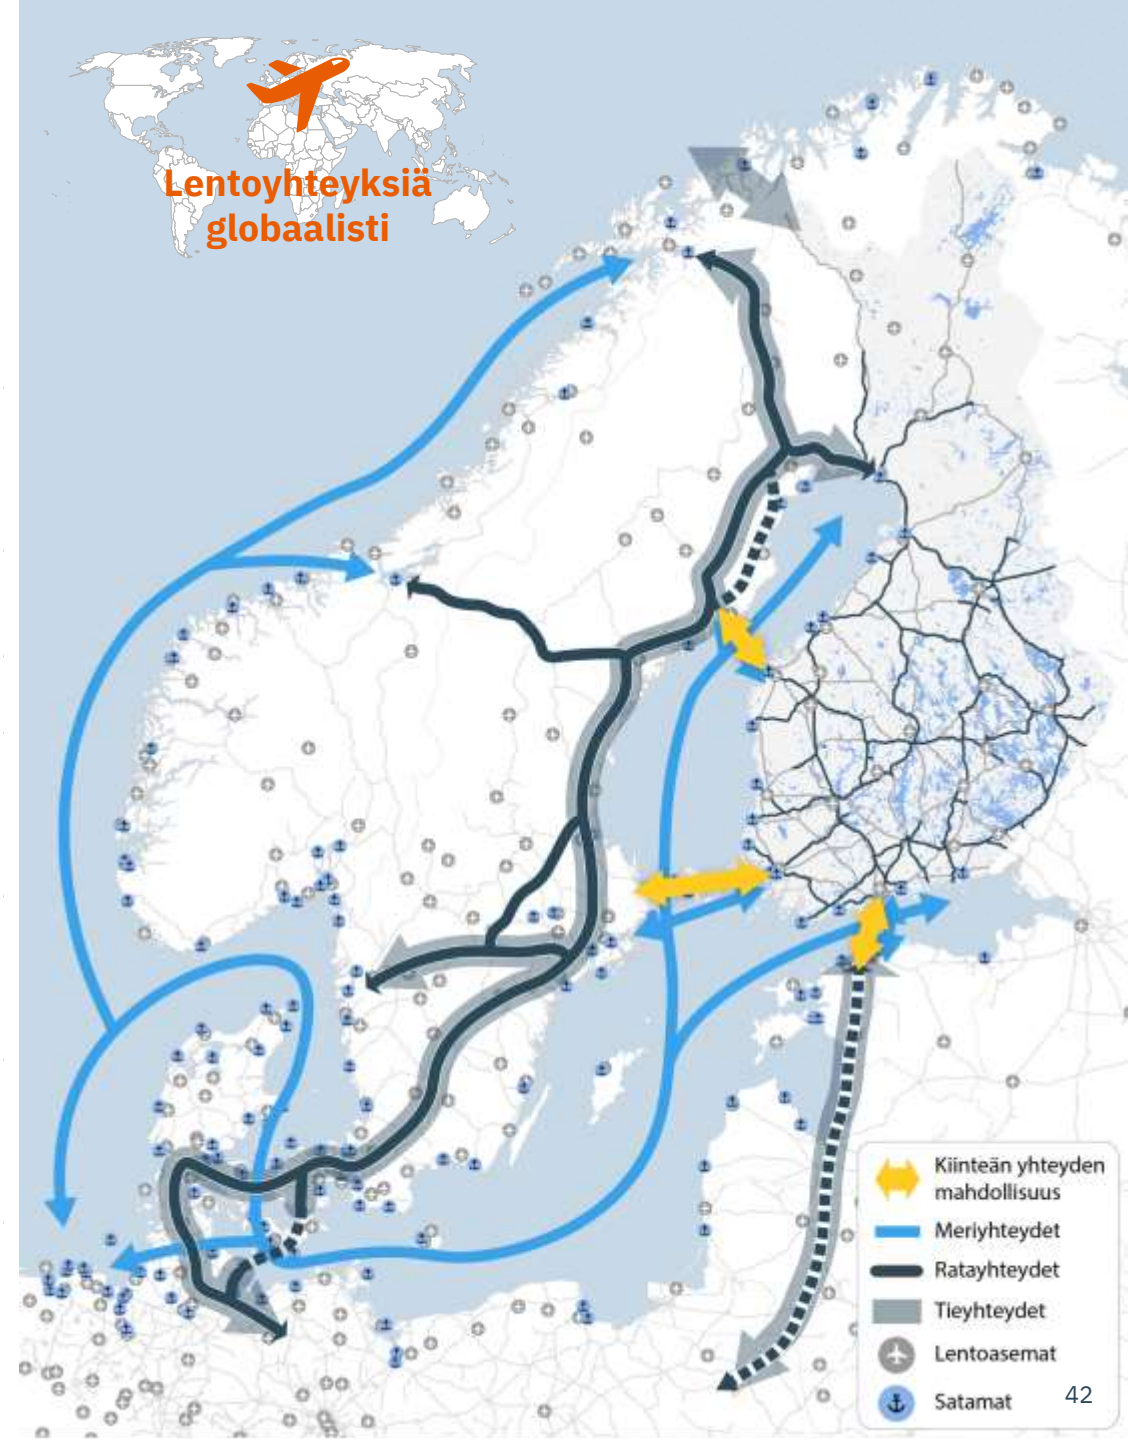 Lentoyhteyksiä
globaalisti
Kiinteän yhteyden
mahdollisuus
Meriyhteydet
Ratayhteydet
Tieyhteydet
Lentoasemat
Satamat
42